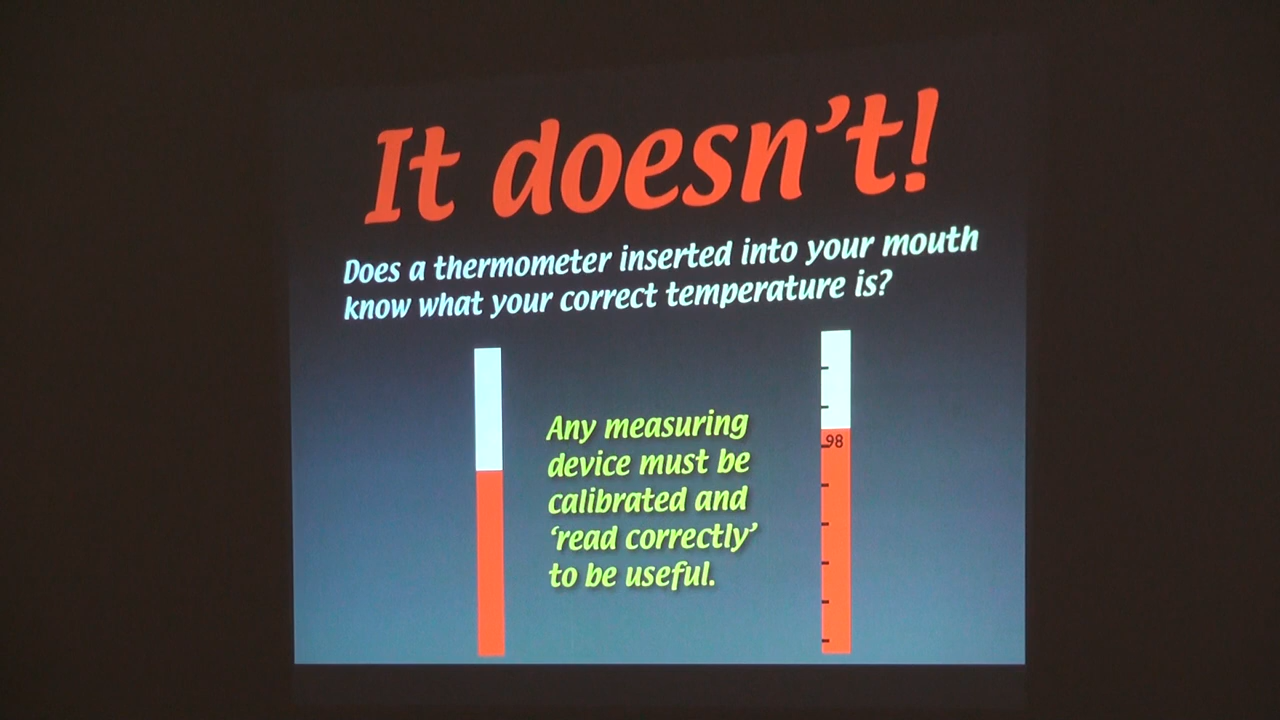 It doesn't!
Does a thermometer inserted into your mouth
know what your correct temperature is?
Any measuring
device must be
calibrated and
‘read correctly’
to be useful.
98